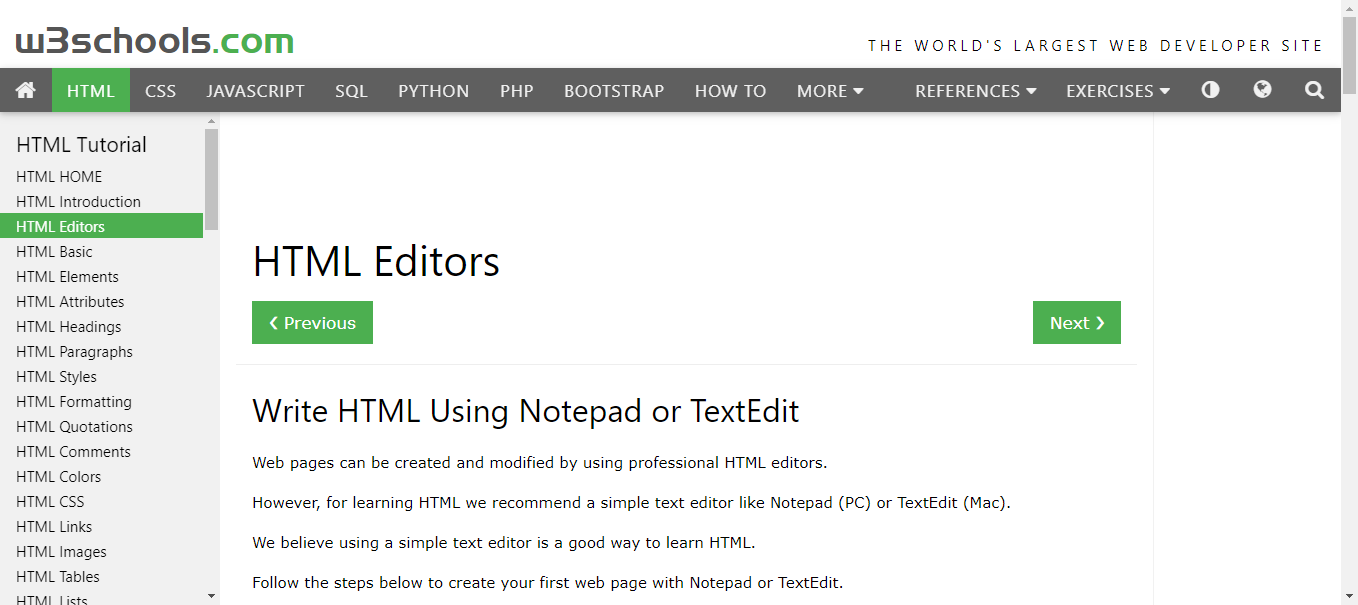 w3schools.com
THE WORLD'S LARGEST WEB DEVELOPER SITE
HTML CSS JAVASCRIPT SQL PYTHON PHP BOOTSTRAP HOW TO MORE REFERENCES EXERCISES
HTML Tutorial
HTML HOME
HTML Introduction
HTML Editors
HTML Basic
HTML Elements
HTML Attributes
HTML Headings
HTML Paragraphs
HTML Styles
HTML Formatting
HTML Quotations
HTML Comments
HTML Colors
HTML CSS
HTML Links
HTML Images
HTML Tables
HTML Lists
HTML Editors
❮ Previous
Next ❯
Write HTML Using Notepad or TextEdit
Web pages can be created and modified by using professional HTML editors.
However, for learning HTML we recommend a simple text editor like Notepad (PC) or TextEdit (Mac).
We believe using a simple text editor is a good way to learn HTML.
Follow the steps below to create your first web page with Notepad or TextEdit.